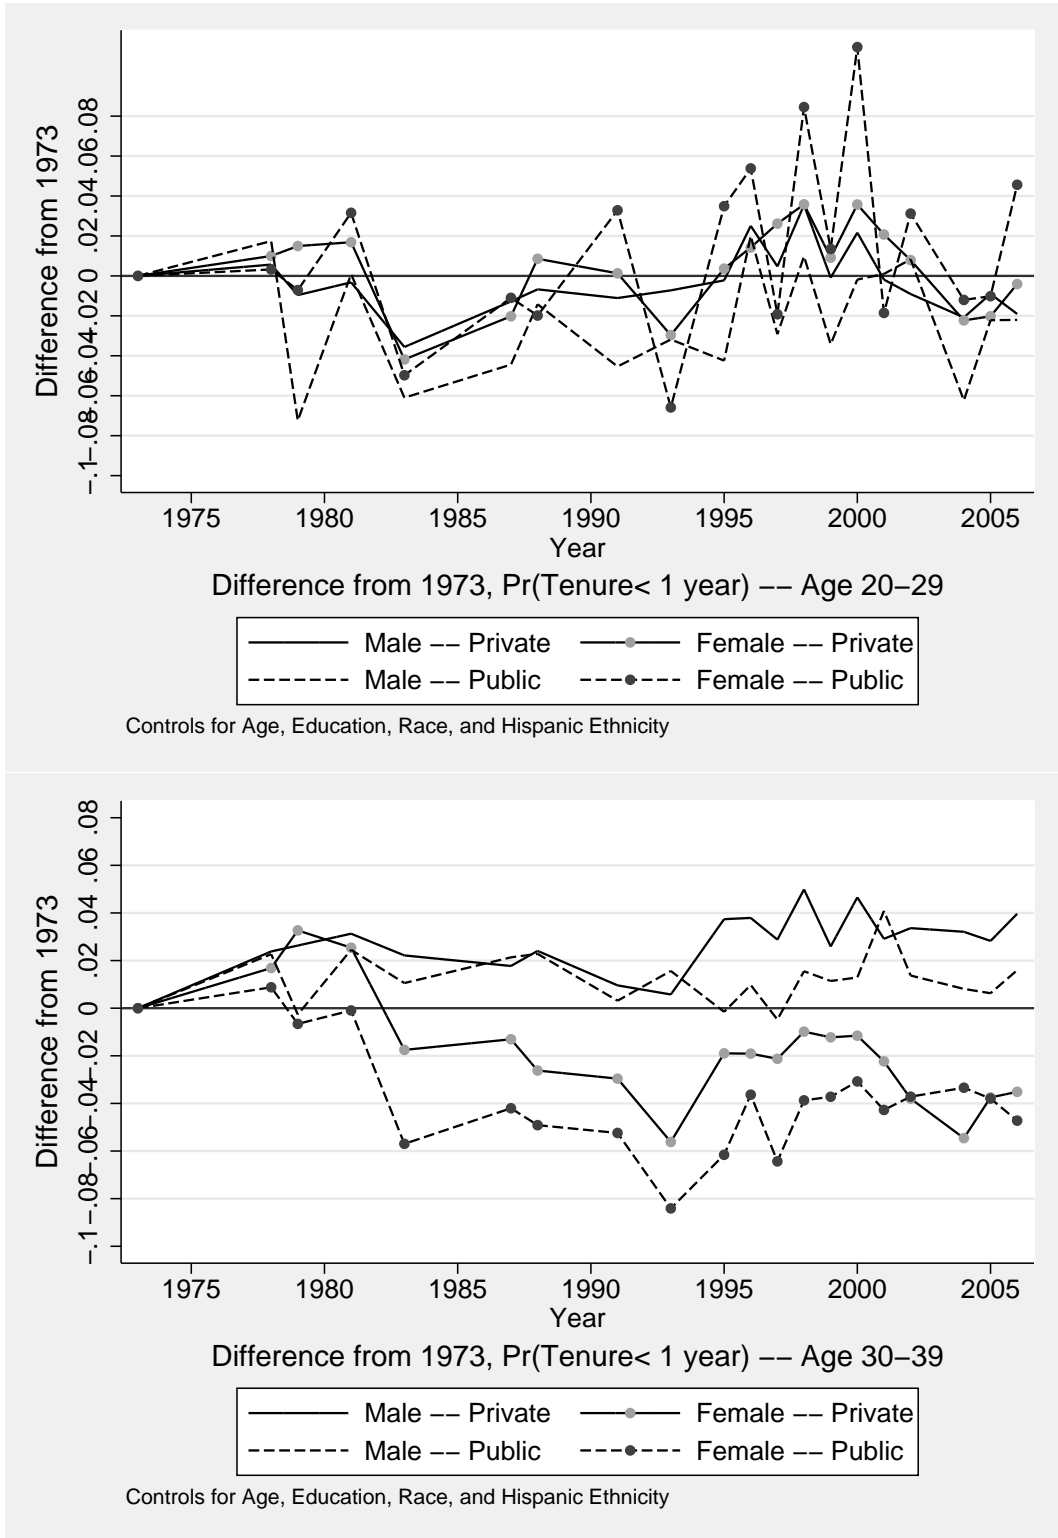 Difference from 1973
−.1−.08−.06−.04−.02 0 .02 .04 .06 .08
1975 1980 1985 1990 1995 2000 2005
Year
Difference from 1973, Pr(Tenure< 1 year) −− Age 20−29
Male −− Private Female −− Private
Male −− Public Female −− Public
Controls for Age, Education, Race, and Hispanic Ethnicity
Difference from 1973
−.1 −.08−.06−.04−.02 0 .02 .04 .06 .08
1975 1980 1985 1990 1995 2000 2005
Year
Difference from 1973, Pr(Tenure< 1 year) −− Age 30−39
Male −− Private Female −− Private
Male −− Public Female −− Public
Controls for Age, Education, Race, and Hispanic Ethnicity